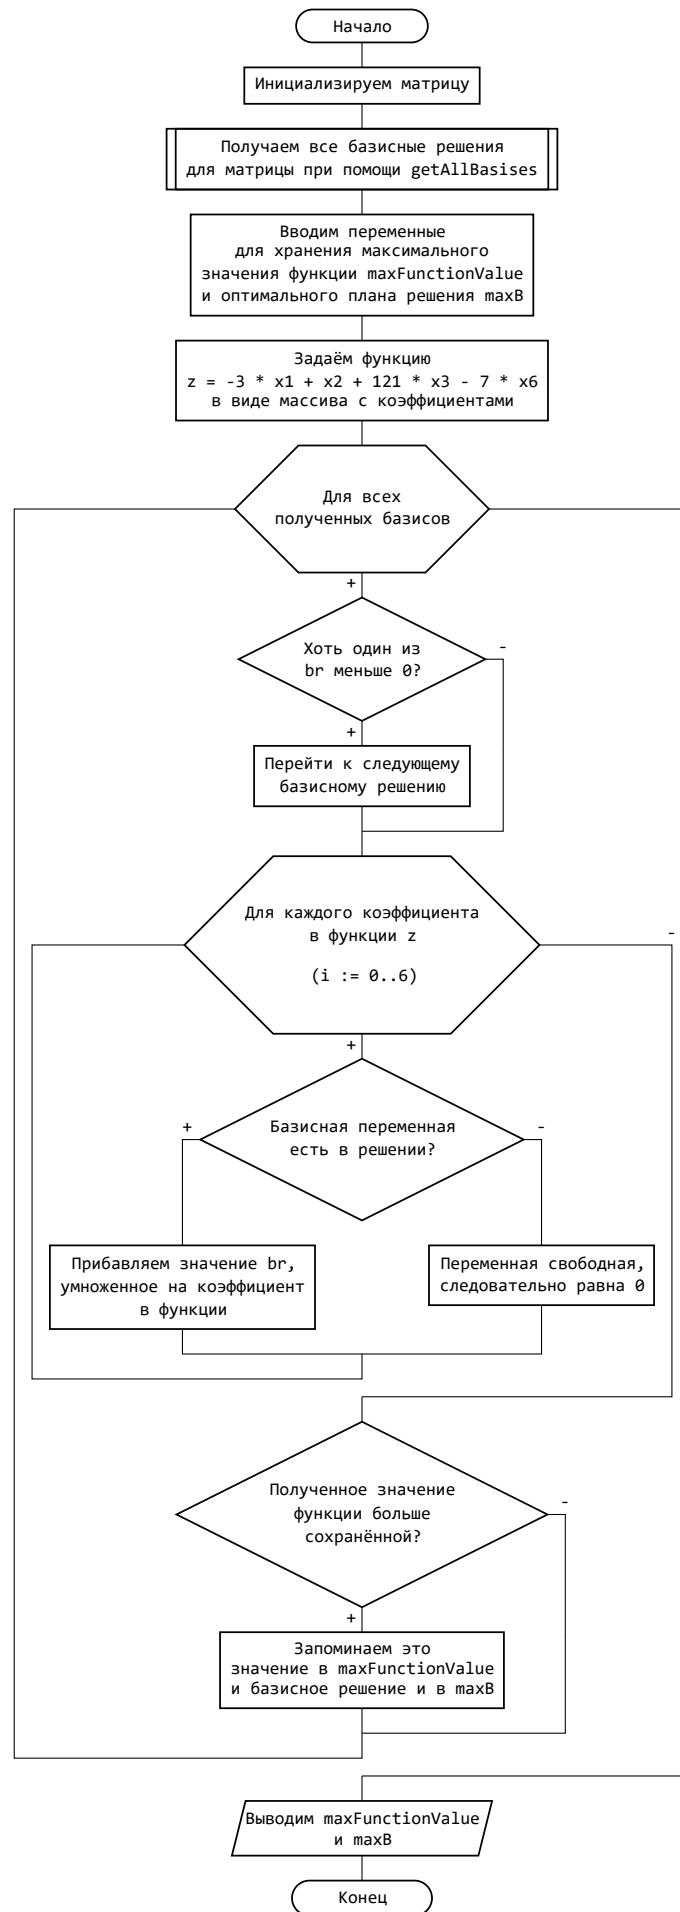 Начало
Инициализируем матрицу
Получаем все базисные решения
для матрицы при помощи getAllBasises
Вводим переменные
для хранения максимального
значения функции maxFunctionValue
и оптимального плана решения maxB
Задаём функцию
z = -3 * x1 + x2 + 121 * x3 - 7 * x6
в виде массива с коэффициентами
Для всех
полученных базисов
+
Хоть один из
br меньше 0?
-
+
Перейти к следующему
базисному решению
Для каждого коэффициента
в функции z
(i := 0..6)
-
+
Базисная переменная
есть в решении?
+
-
Прибавляем значение br,
умноженное на коэффициент
в функции
Переменная свободная,
следовательно равна 0
Полученное значение
функции больше
сохранённой?
-
+
Запоминаем это
значение в maxFunctionValue
и базисное решение и в maxB
Выводим maxFunctionValue
и maxB
Конец